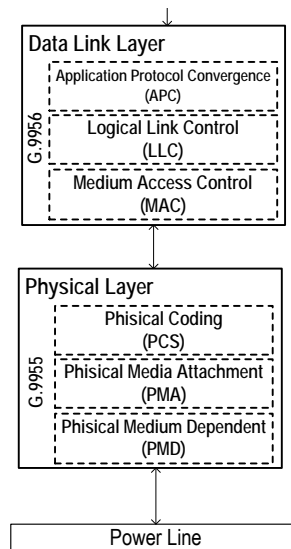 Data Link Layer
G.9956
Application Protocol Convergence
(APC)
Logical Link Control
(LLC)
Medium Access Control
(MAC)
Physical Layer
G.9955
Phisical Coding
(PCS)
Phisical Media Attachment
(PMA)
Phisical Medium Dependent
(PMD)
Power Line